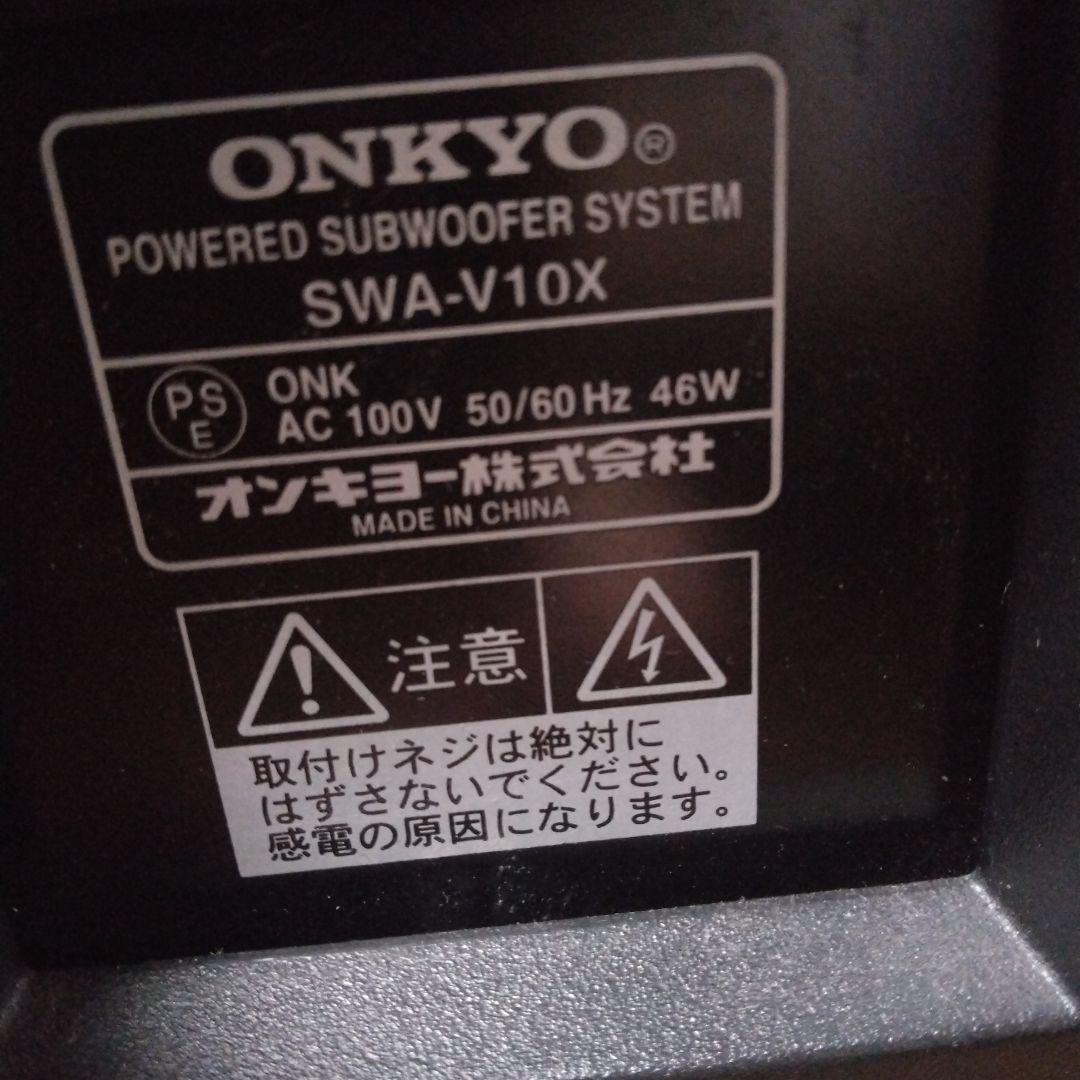 ONKYO®
POWERED SUBWOOFER SYSTEM
SWA-V10X
PSE
ONK
AC 100V 50/60Hz 46W
オンキヨー株式会社
MADE IN CHINA
注意
取付けネジは絶対に
はずさないでください。
感電の原因になります。